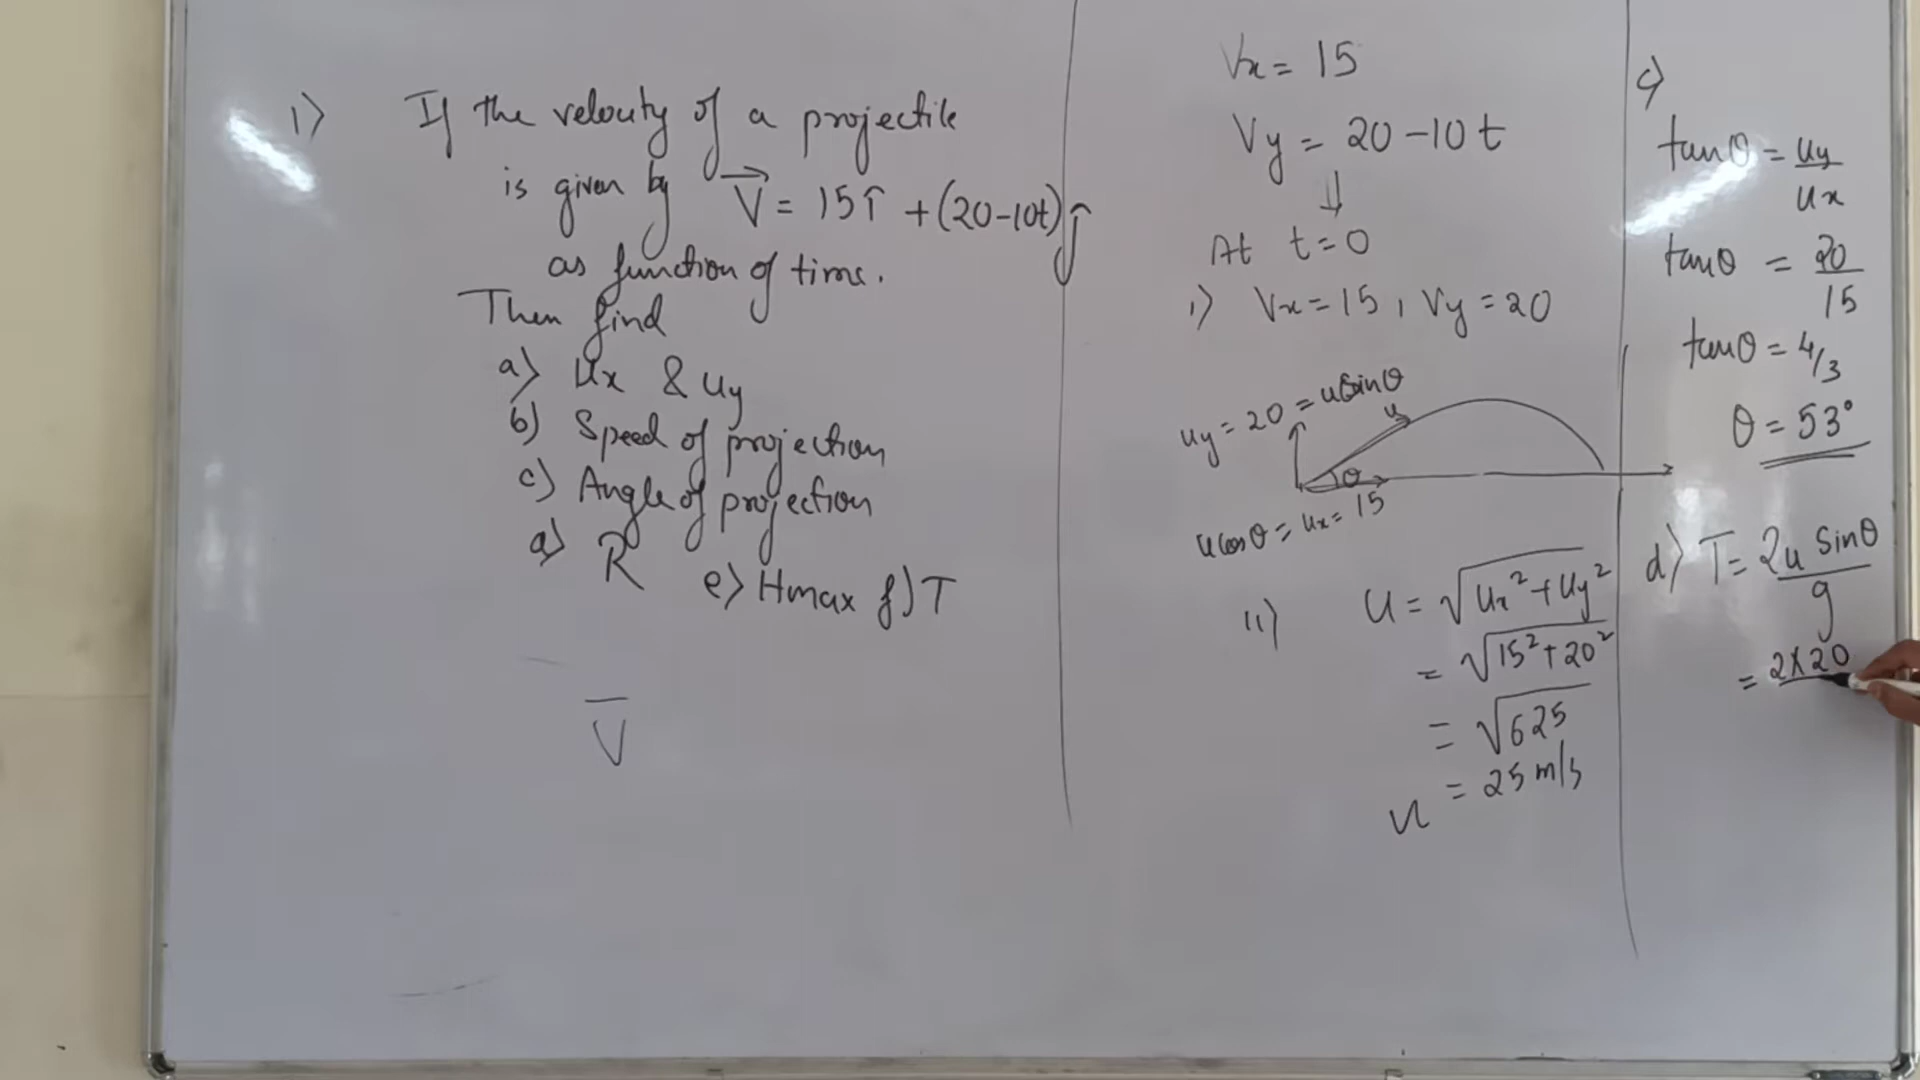 1) If the velocity of a projectile
is given by V⃗ = 15î + (20-10t)ĵ
as function of time.
Then find
a) Ux & Uy
b) Speed of projection
c) Angle of projection
d) R e) Hmax f) T
V̅
Vx = 15
Vy = 20 - 10t
↓
At t = 0
i) Vx = 15, Vy = 20
uy = 20 = u sinθ
u
θ
u cosθ = ux = 15
ii) U = √Ux² + Uy²
= √15² + 20²
= √625
u = 25 m/s
c)
tanθ = uy/ux
tanθ = 20/15
tanθ = 4/3
θ = 53°
d) T = 2u sinθ/g
= 2×20